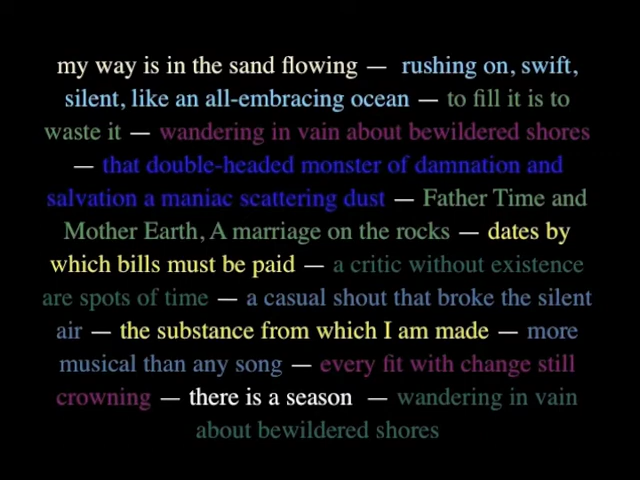 my way is in the sand flowing — rushing on, swift,
silent, like an all-embracing ocean — to fill it is to
waste it — wandering in vain about bewildered shores
— that double-headed monster of damnation and
salvation a maniac scattering dust — Father Time and
Mother Earth, A marriage on the rocks — dates by
which bills must be paid — a critic without existence
are spots of time — a casual shout that broke the silent
air — the substance from which I am made — more
musical than any song — every fit with change still
crowning — there is a season — wandering in vain
about bewildered shores